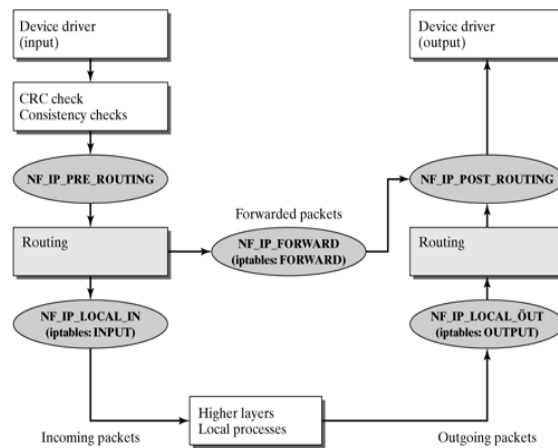 Device driver
(input)
Device driver
(output)
CRC check
Consistency checks
NF_IP_PRE_ROUTING
NF_IP_POST_ROUTING
Forwarded packets
Routing
NF_IP_FORWARD
(iptables: FORWARD)
Routing
NF_IP_LOCAL_IN
(iptables: INPUT)
NF_IP_LOCAL_ÖUT
(iptables: OUTPUT)
Higher layers
Local processes
Incoming packets
Outgoing packets